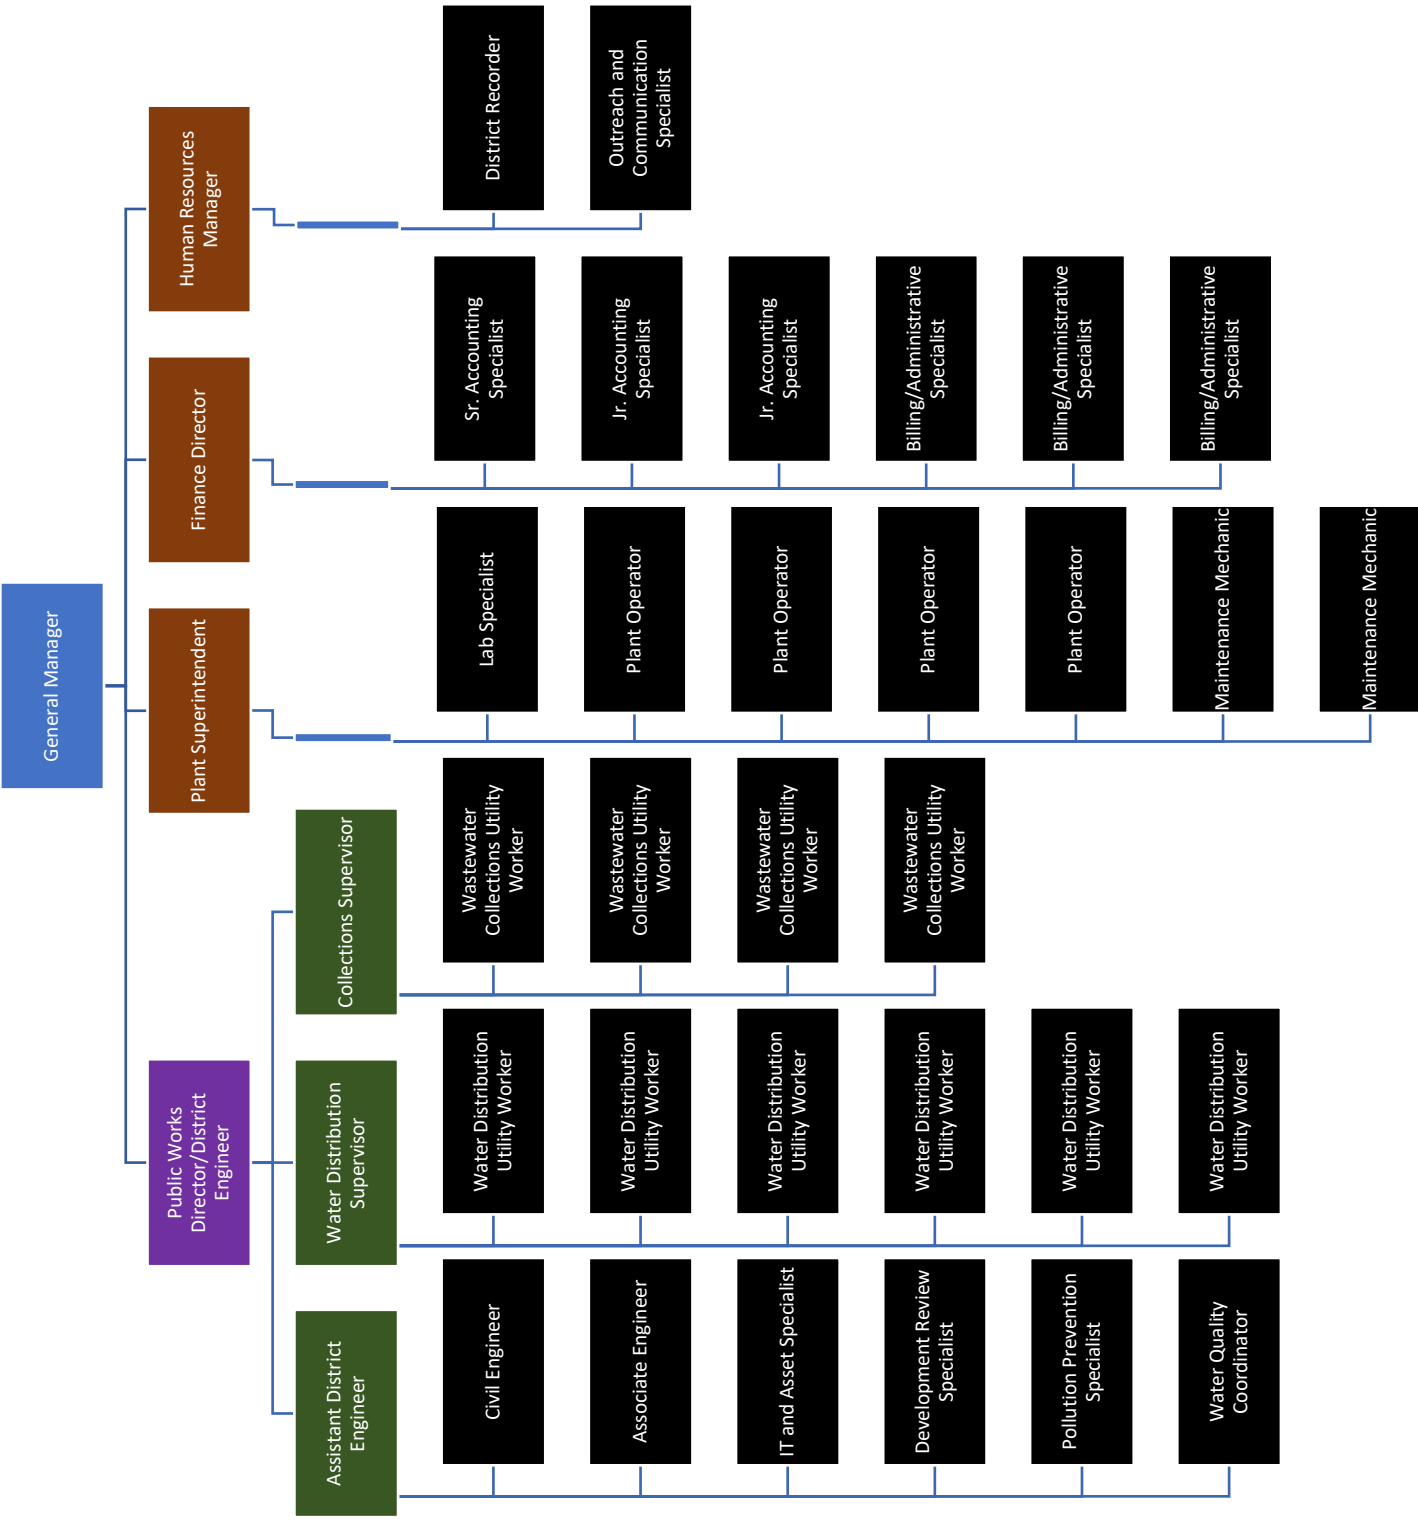 General Manager
Public Works
Director/District
Engineer
Plant Superintendent
Finance Director
Human Resources
Manager
Assistant District
Engineer
Water Distribution
Supervisor
Collections Supervisor
Civil Engineer
Associate Engineer
IT and Asset Specialist
Development Review
Specialist
Pollution Prevention
Specialist
Water Quality
Coordinator
Water Distribution
Utility Worker
Water Distribution
Utility Worker
Water Distribution
Utility Worker
Water Distribution
Utility Worker
Water Distribution
Utility Worker
Water Distribution
Utility Worker
Wastewater
Collections Utility
Worker
Wastewater
Collections Utility
Worker
Wastewater
Collections Utility
Worker
Wastewater
Collections Utility
Worker
Lab Specialist
Plant Operator
Plant Operator
Plant Operator
Plant Operator
Maintenance Mechanic
Maintenance Mechanic
Sr. Accounting
Specialist
Jr. Accounting
Specialist
Jr. Accounting
Specialist
Billing/Administrative
Specialist
Billing/Administrative
Specialist
Billing/Administrative
Specialist
District Recorder
Outreach and
Communication
Specialist